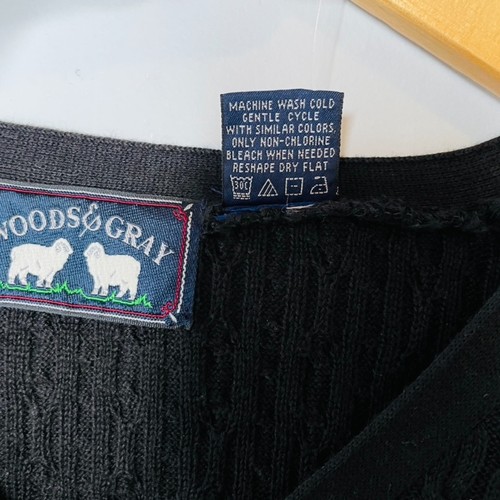 MACHINE WASH COLD
GENTLE CYCLE
WITH SIMILAR COLORS.
ONLY NON-CHLORINE
BLEACH WHEN NEEDED
RESHAPE DRY FLAT
30C
WOODS & GRAY